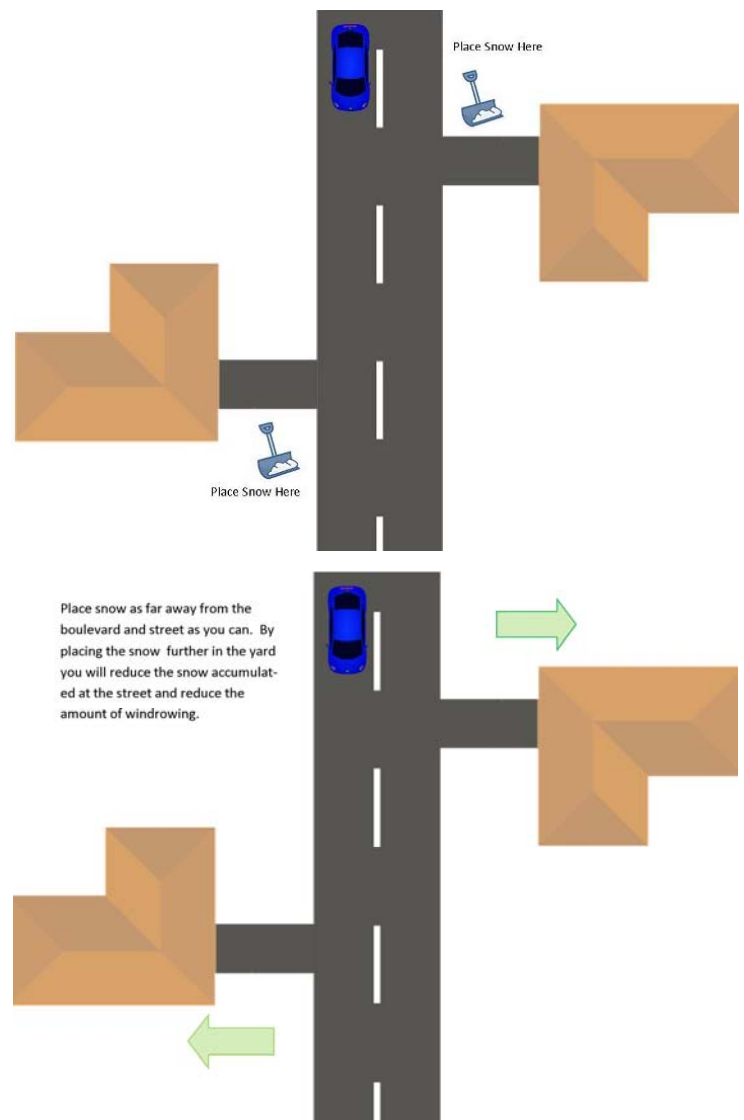 Place Snow Here
Place Snow Here
Place snow as far away from the
boulevard and street as you can.  By
placing the snow  further in the yard
you will reduce the snow accumulat-
ed at the street and reduce the
amount of windrowing.